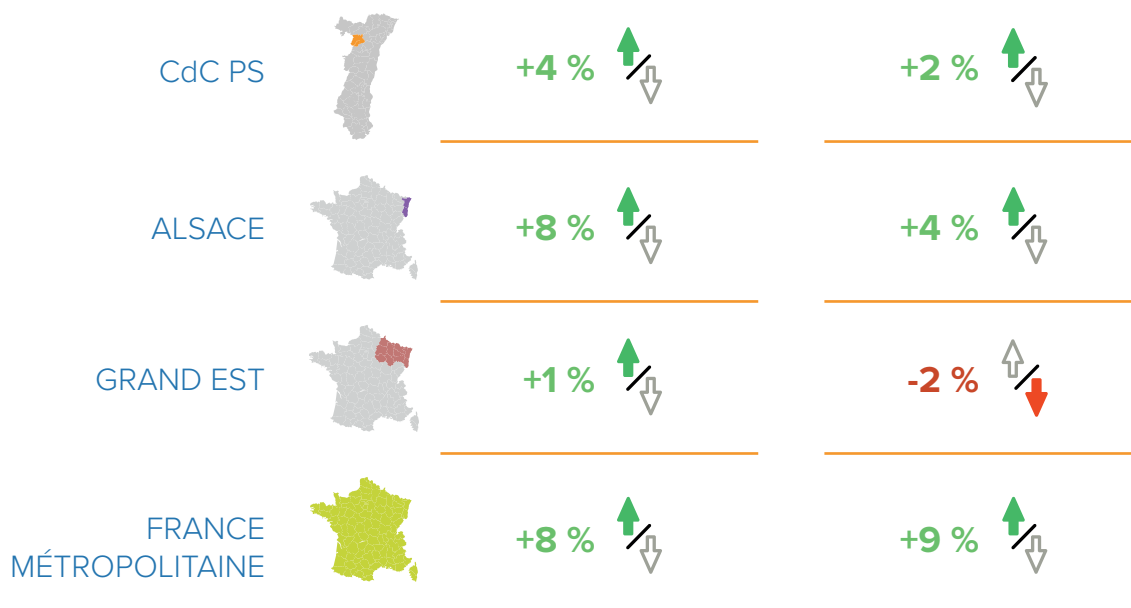 CdC PS
+4 %
+2 %
ALSACE
+8 %
+4 %
GRAND EST
+1 %
-2 %
FRANCE
MÉTROPOLITAINE
+8 %
+9 %